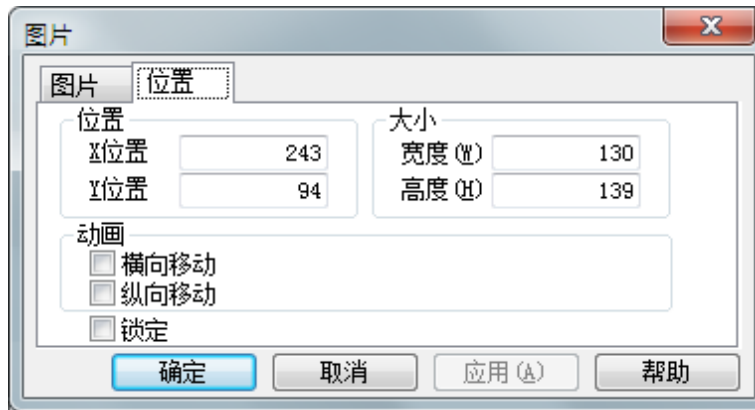 图片
图片 位置
位置 大小
X位置 243 宽度(W) 130
Y位置 94 高度(H) 139
动画
横向移动
纵向移动
锁定
确定 取消 应用(A) 帮助